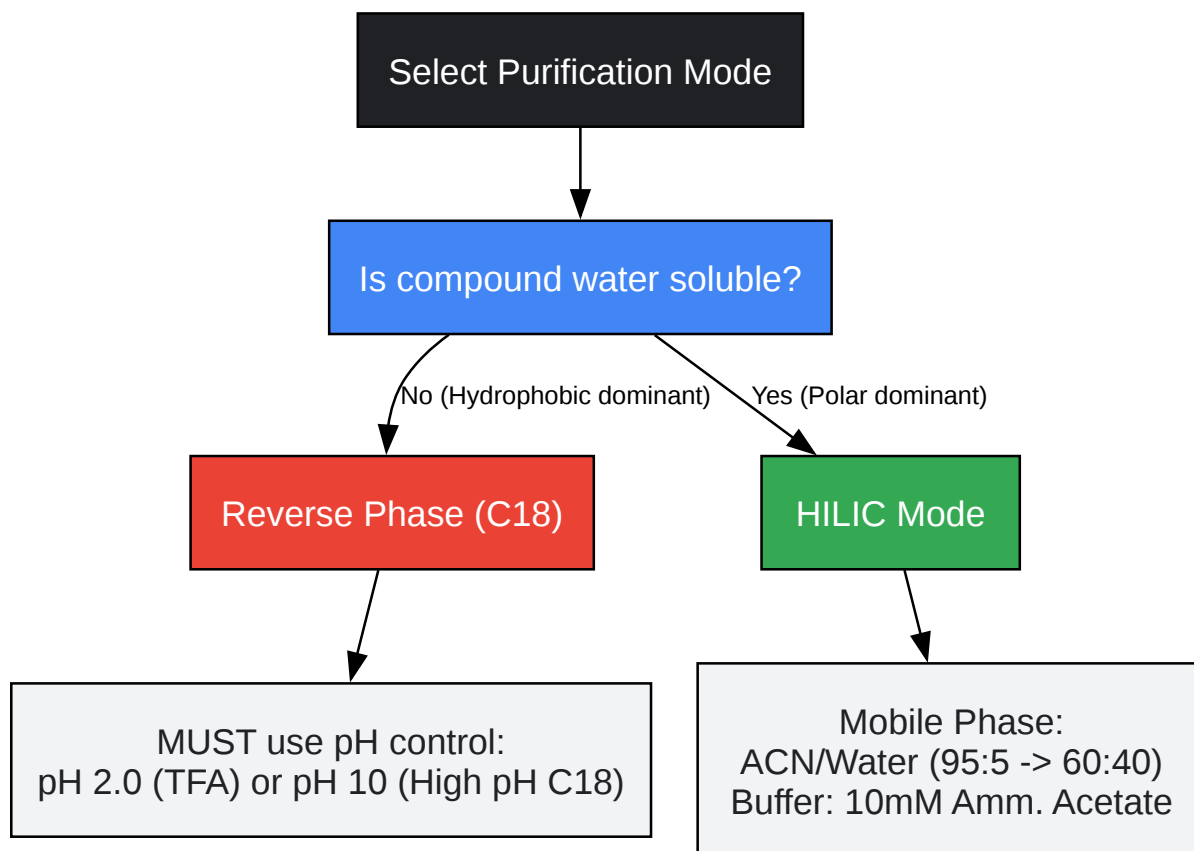 Select Purification Mode
Is compound water soluble?
No (Hydrophobic dominant)
Yes (Polar dominant)
Reverse Phase (C18)
HILIC Mode
MUST use pH control:
pH 2.0 (TFA) or pH 10 (High pH C18)
Mobile Phase:
ACN/Water (95:5 -> 60:40)
Buffer: 10mM Amm. Acetate